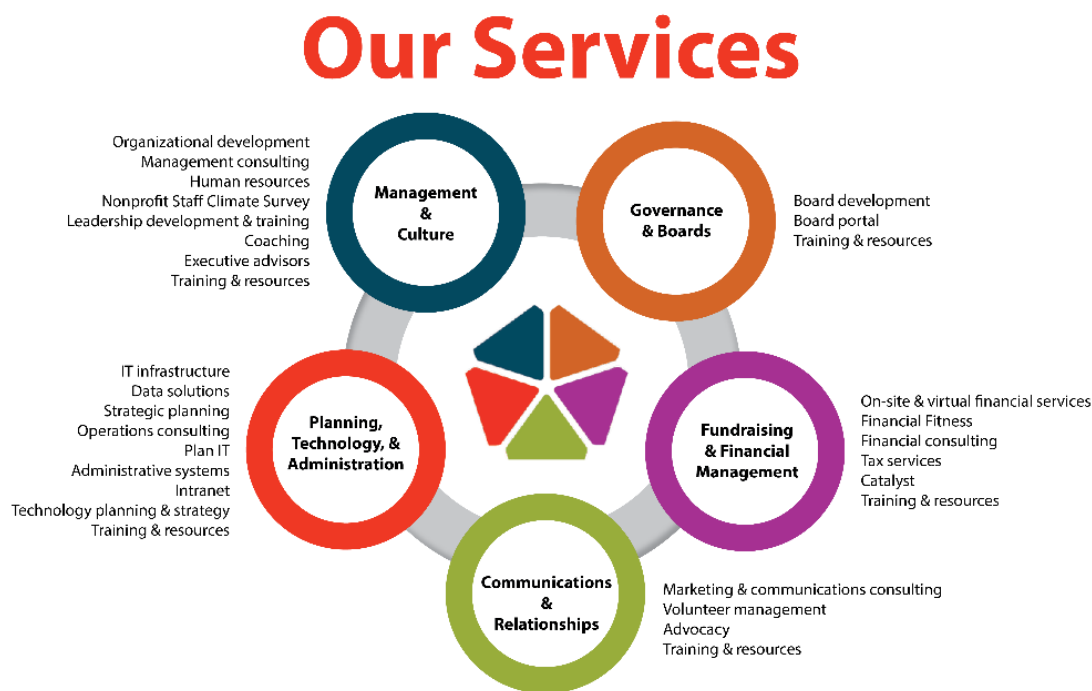 Our Services
Organizational development
Management consulting
Human resources
Nonprofit Staff Climate Survey
Leadership development & training
Coaching
Executive advisors
Training & resources
Management
&
Culture
Governance
& Boards
Board development
Board portal
Training & resources
IT infrastructure
Data solutions
Strategic planning
Operations consulting
Plan IT
Administrative systems
Intranet
Technology planning & strategy
Training & resources
Planning,
Technology, &
Administration
Fundraising
& Financial
Management
On-site & virtual financial services
Financial Fitness
Financial consulting
Tax services
Catalyst
Training & resources
Communications
&
Relationships
Marketing & communications consulting
Volunteer management
Advocacy
Training & resources